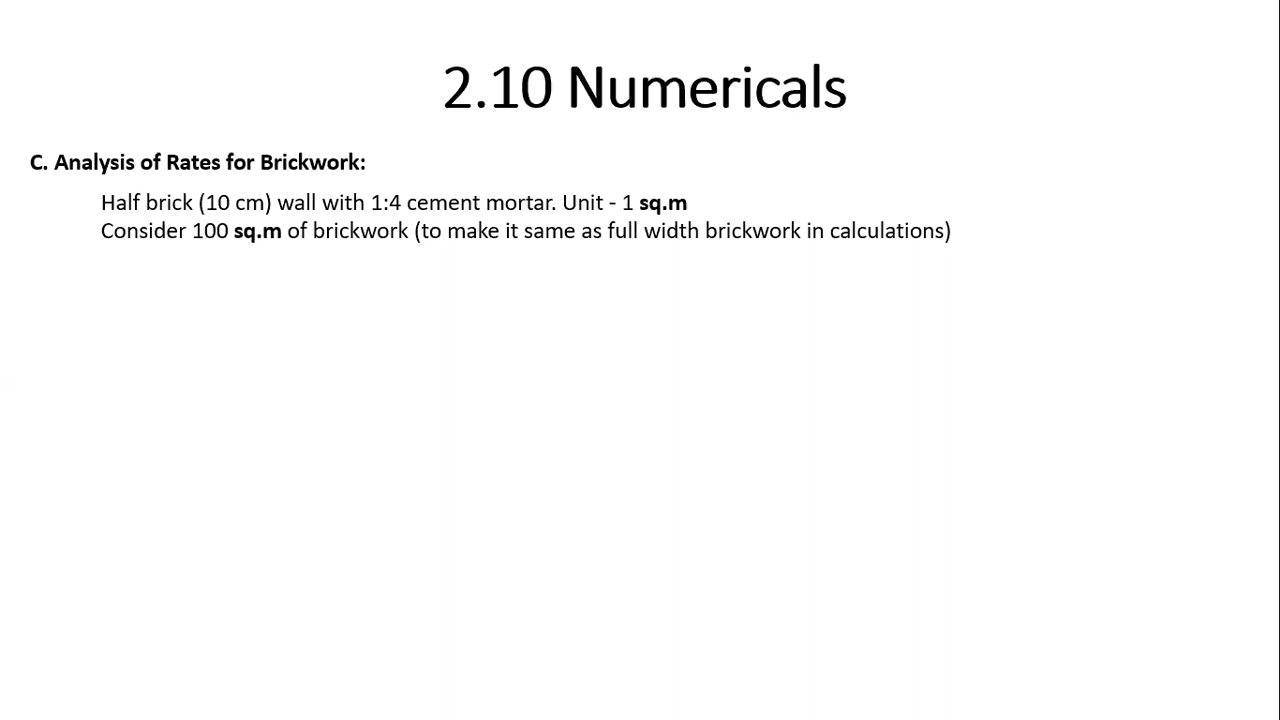 2.10 Numericals
C. Analysis of Rates for Brickwork:
Half brick (10 cm) wall with 1:4 cement mortar. Unit - 1 sq.m
Consider 100 sq.m of brickwork (to make it same as full width brickwork in calculations)